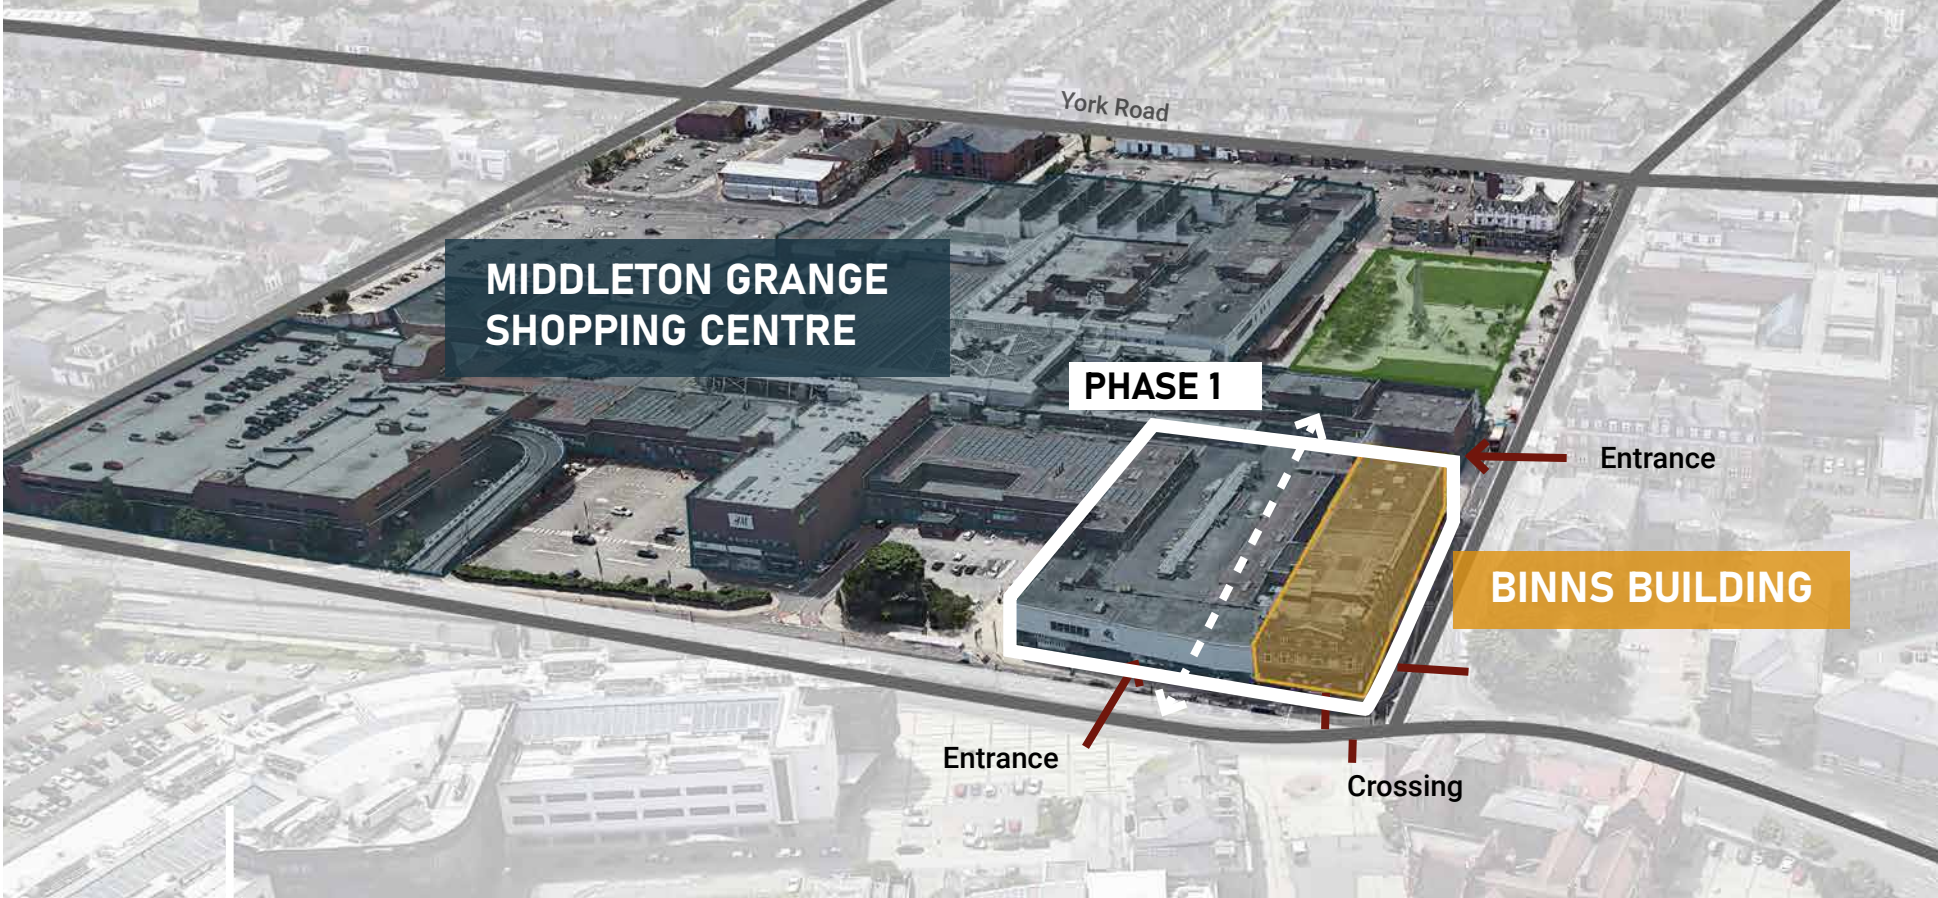 York Road
MIDDLETON GRANGE
SHOPPING CENTRE
PHASE 1
Entrance
BINNS BUILDING
Entrance
Crossing